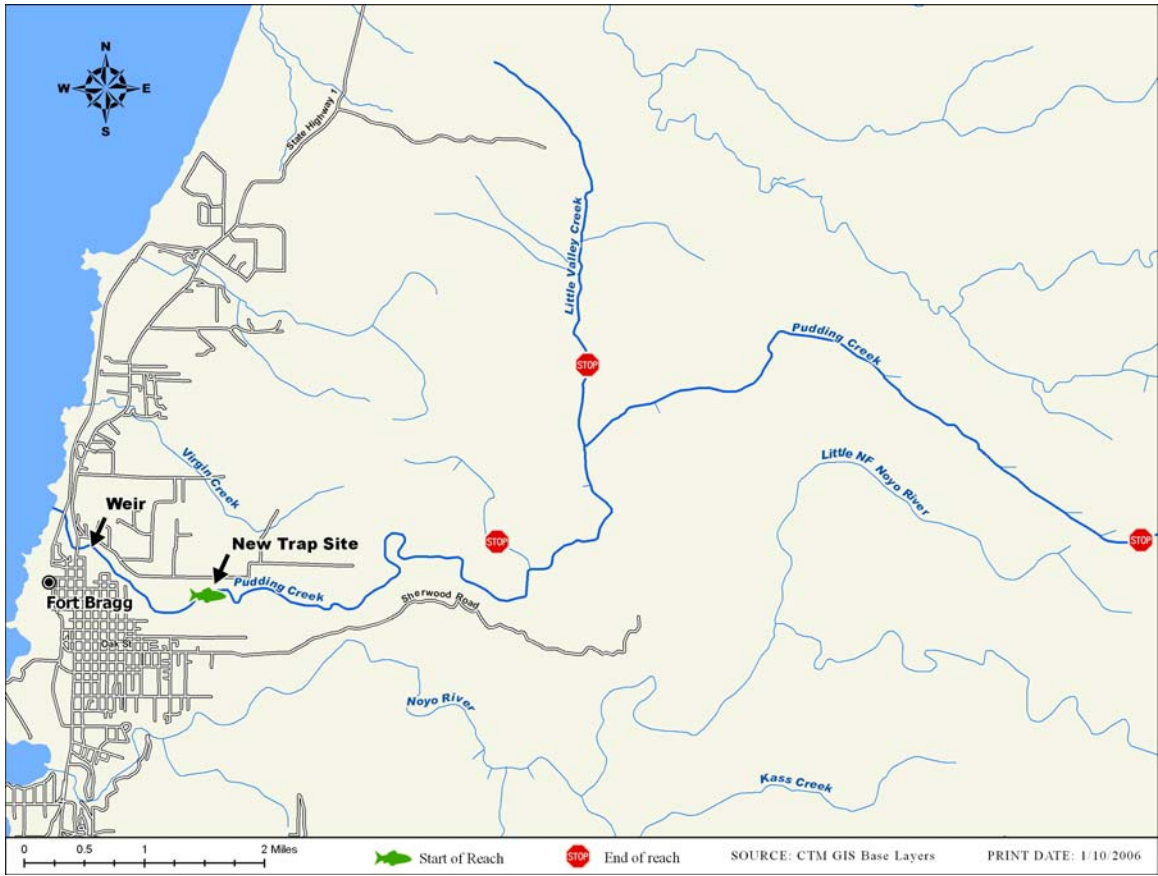 N
W E
S
State Highway 1
Little Valley Creek
Pudding Creek
STOP
Little NF Noyo River
Virgin Creek
Weir
STOP
STOP
New Trap Site
Pudding Creek
Fort Bragg
Sherwood Road
Oak St
Noyo River
Kass Creek
0 0.5 1 2 Miles
Start of Reach
STOP
End of reach
SOURCE: CTM GIS Base Layers
PRINT DATE: 1/10/2006